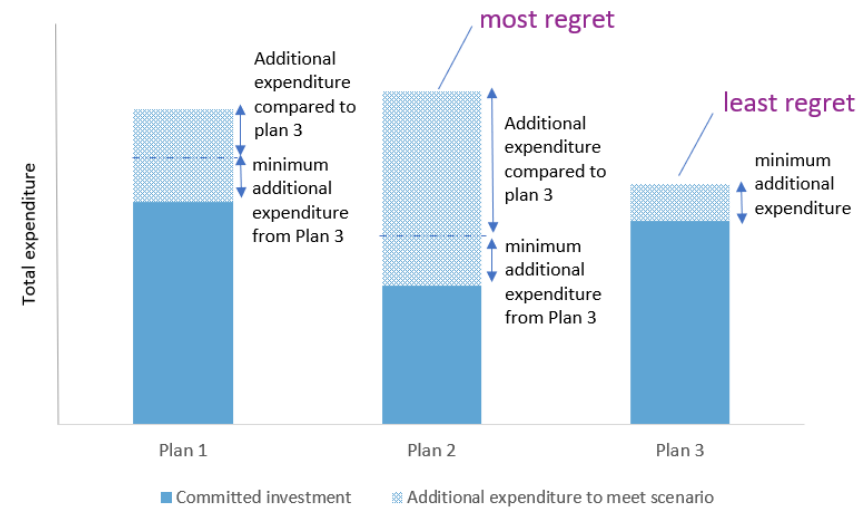 most regret
least regret
Additional
expenditure
compared to
plan 3
minimum
additional
expenditure
from Plan 3
Additional
expenditure
compared to
plan 3
minimum
additional
expenditure
from Plan 3
minimum
additional
expenditure
Total expenditure
Plan 1
Plan 2
Plan 3
Committed investment
Additional expenditure to meet scenario